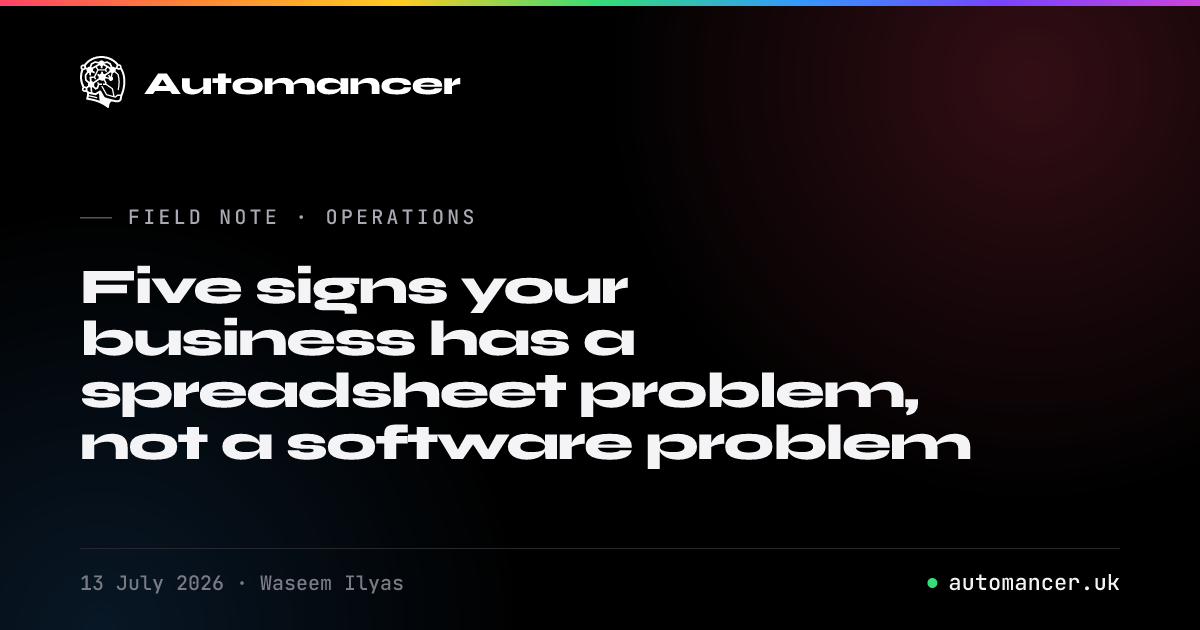 Automancer
FIELD NOTE · OPERATIONS
Five signs your
business has a
spreadsheet problem,
not a software problem
13 July 2026 · Waseem Ilyas
automancer.uk